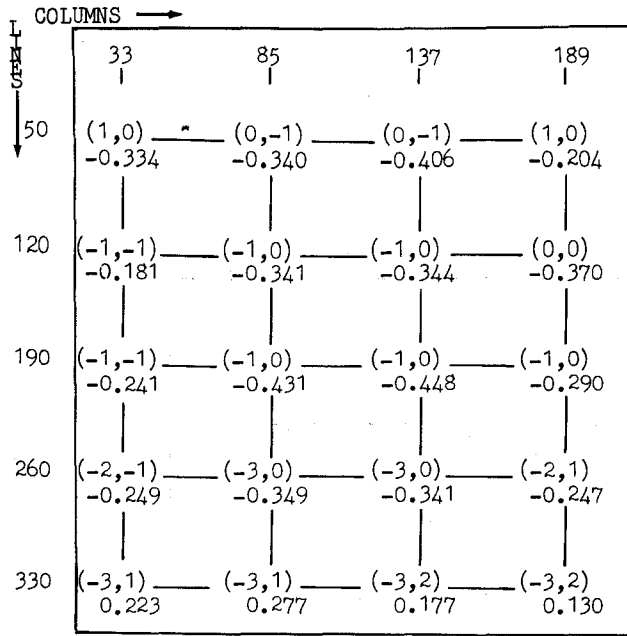 COLUMNS
LINES
33 85 137 189
50 (1,0) (0,-1) (0,-1) (1,0)
-0.334 -0.340 -0.406 -0.204
120 (-1,-1) (-1,0) (-1,0) (0,0)
-0.181 -0.341 -0.344 -0.370
190 (-1,-1) (-1,0) (-1,0) (-1,0)
-0.241 -0.431 -0.448 -0.290
260 (-2,-1) (-3,0) (-3,0) (-2,1)
-0.249 -0.349 -0.341 -0.247
330 (-3,1) (-3,1) (-3,2) (-3,2)
0.223 0.277 0.177 0.130